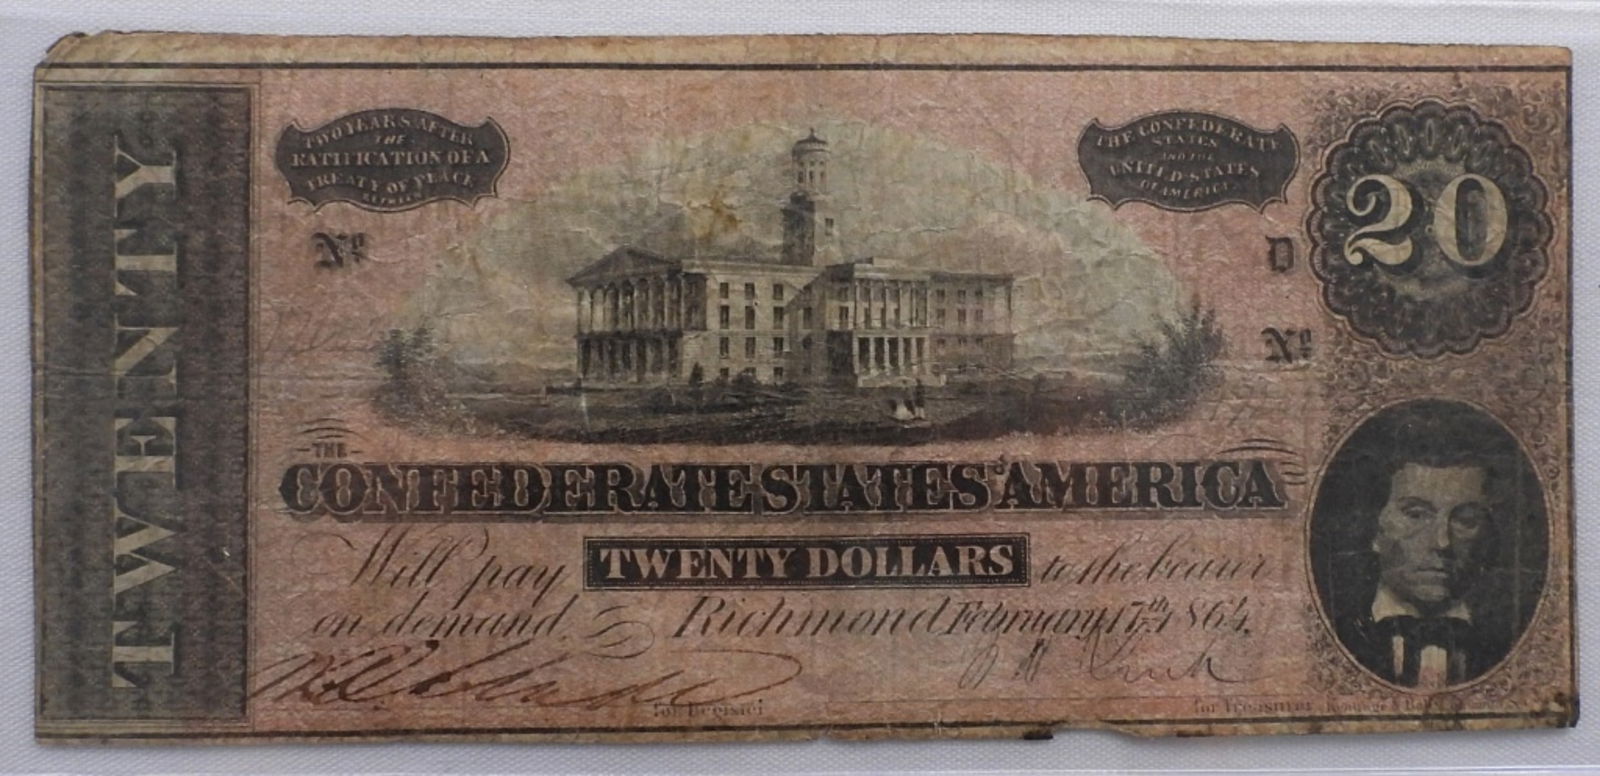 TWENTY
TWO YEARS AFTER
THE
RATIFICATION OF A
TREATY OF PEACE
BETWEEN
THE CONFEDERATE
STATES
AND THE
UNITED STATES
OF AMERICA.
20
No
D
No
THE
CONFEDERATE STATES of AMERICA
Will pay TWENTY DOLLARS to the bearer
on demand. Richmond February 17th 1864.
for Register
for Treasurer